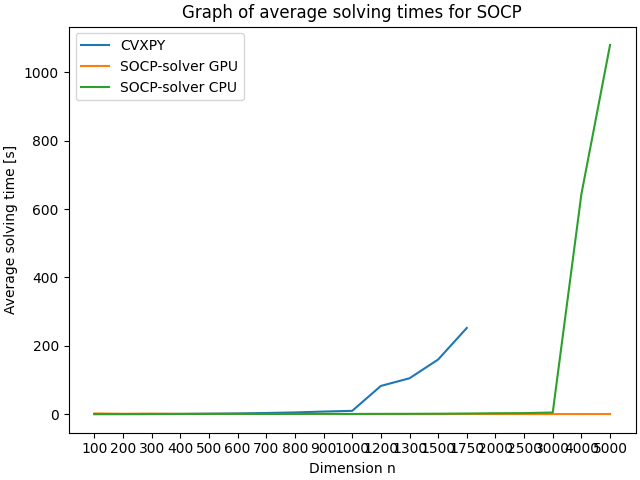 Graph of average solving times for SOCP
CVXPY
SOCP-solver GPU
SOCP-solver CPU
Average solving time [s]
1000
800
600
400
200
0
100 200 300 400 500 600 700 800 900 1000 1200 1300 1500 1750 2000 2500 3000 4000 5000
Dimension n